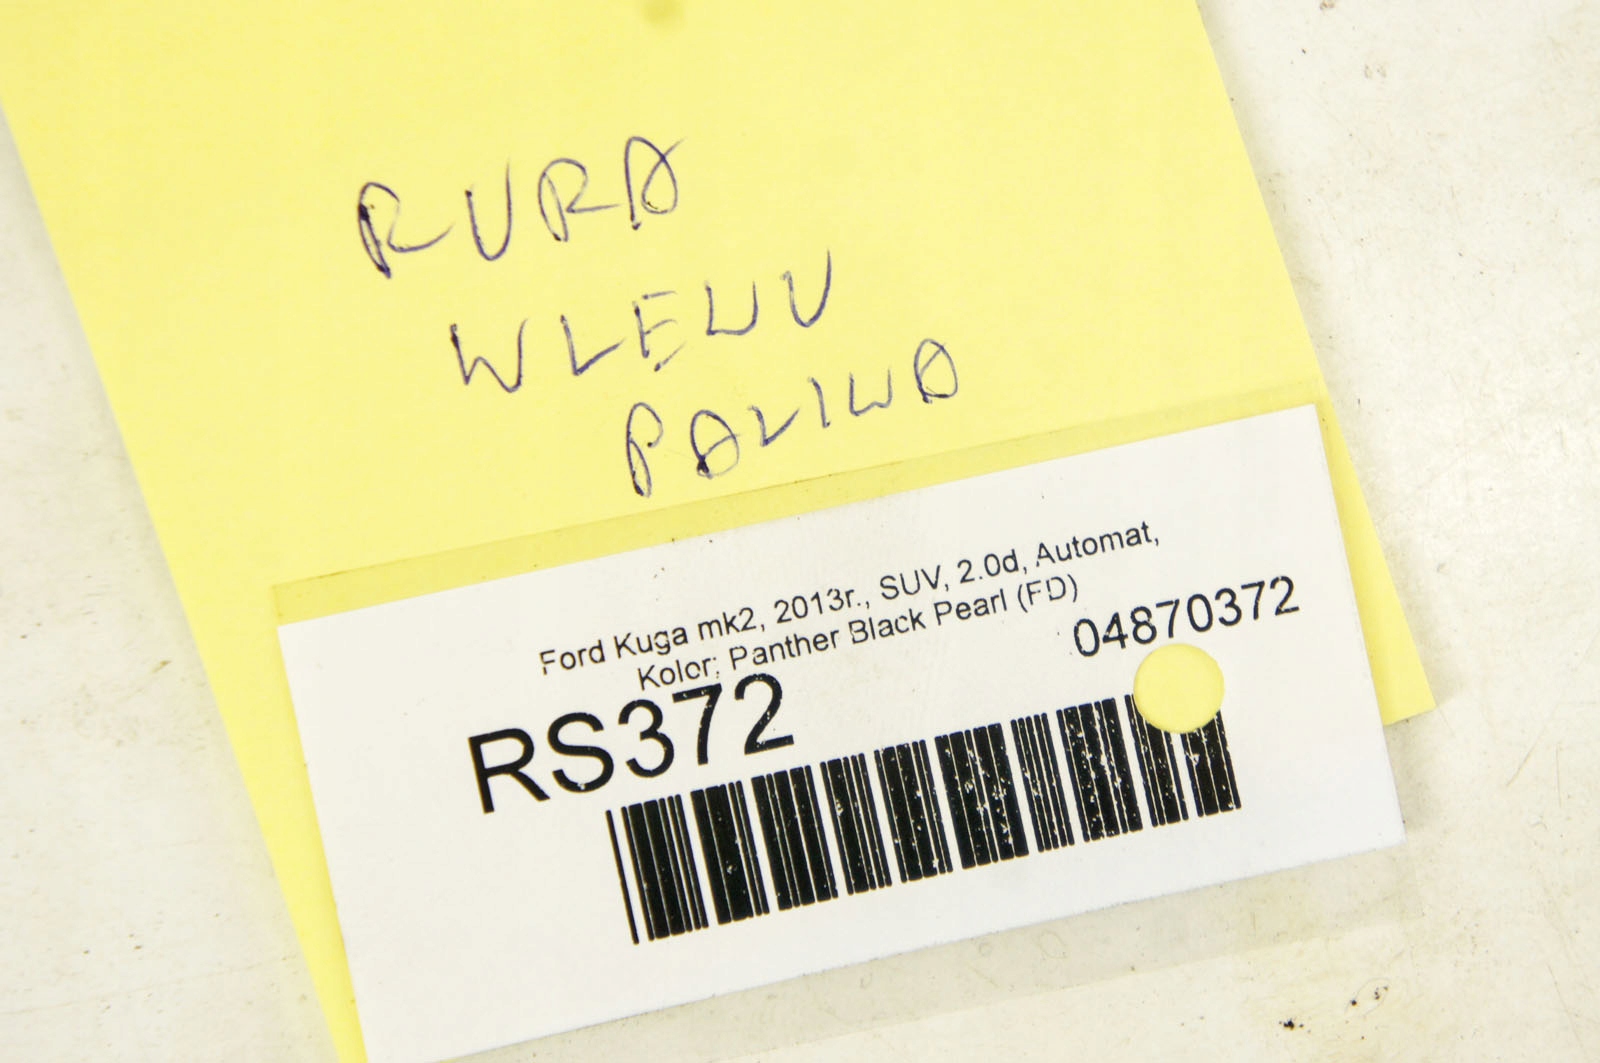 RURA
WLEWU
PALIWA
Ford Kuga mk2, 2013r., SUV, 2.0d, Automat,
Kolor: Panther Black Pearl (FD)
04870372
RS372